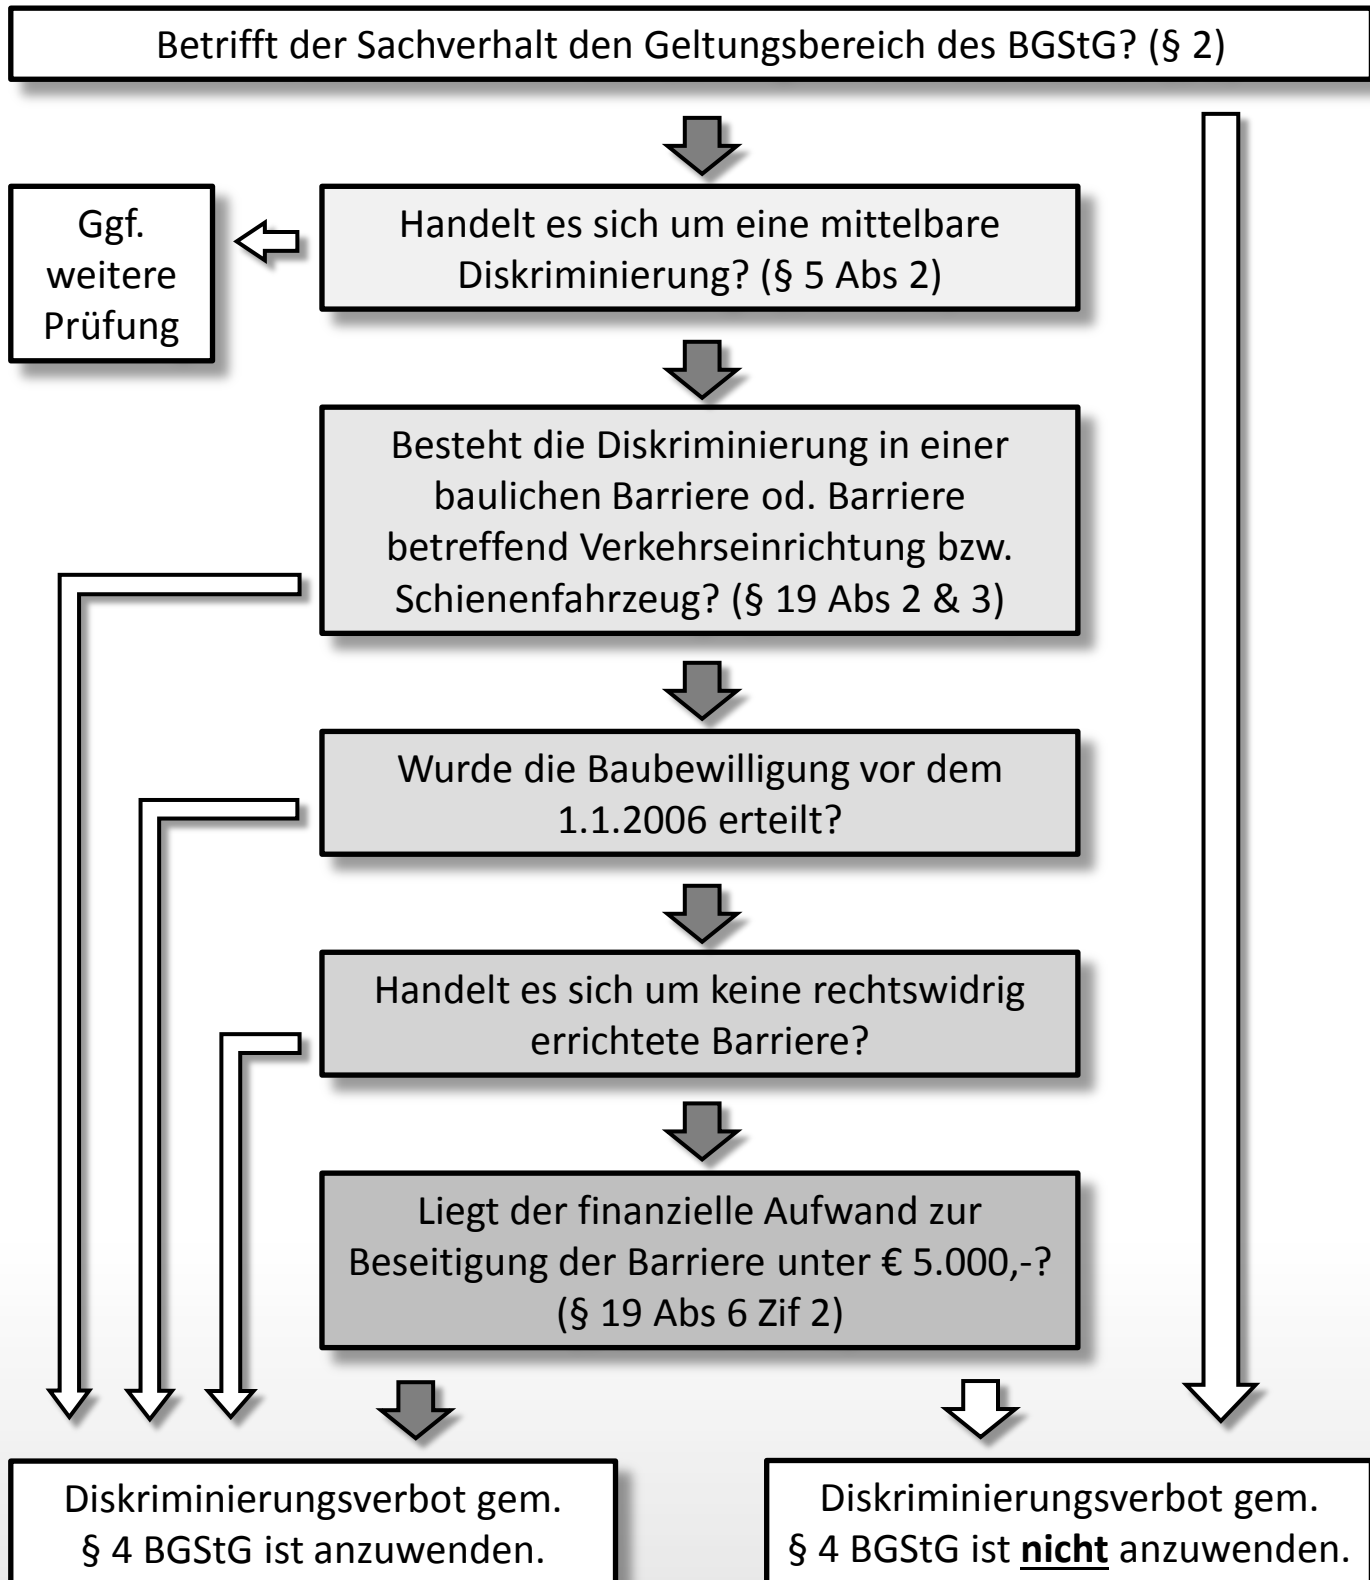 Betrifft der Sachverhalt den Geltungsbereich des BGStG? (§ 2)
Ggf.
weitere
Prüfung
Handelt es sich um eine mittelbare
Diskriminierung? (§ 5 Abs 2)
Besteht die Diskriminierung in einer
baulichen Barriere od. Barriere
betreffend Verkehrseinrichtung bzw.
Schienenfahrzeug? (§ 19 Abs 2 & 3)
Wurde die Baubewilligung vor dem
1.1.2006 erteilt?
Handelt es sich um keine rechtswidrig
errichtete Barriere?
Liegt der finanzielle Aufwand zur
Beseitigung der Barriere unter € 5.000,-?
(§ 19 Abs 6 Zif 2)
Diskriminierungsverbot gem.
§ 4 BGStG ist anzuwenden.
Diskriminierungsverbot gem.
§ 4 BGStG ist nicht anzuwenden.